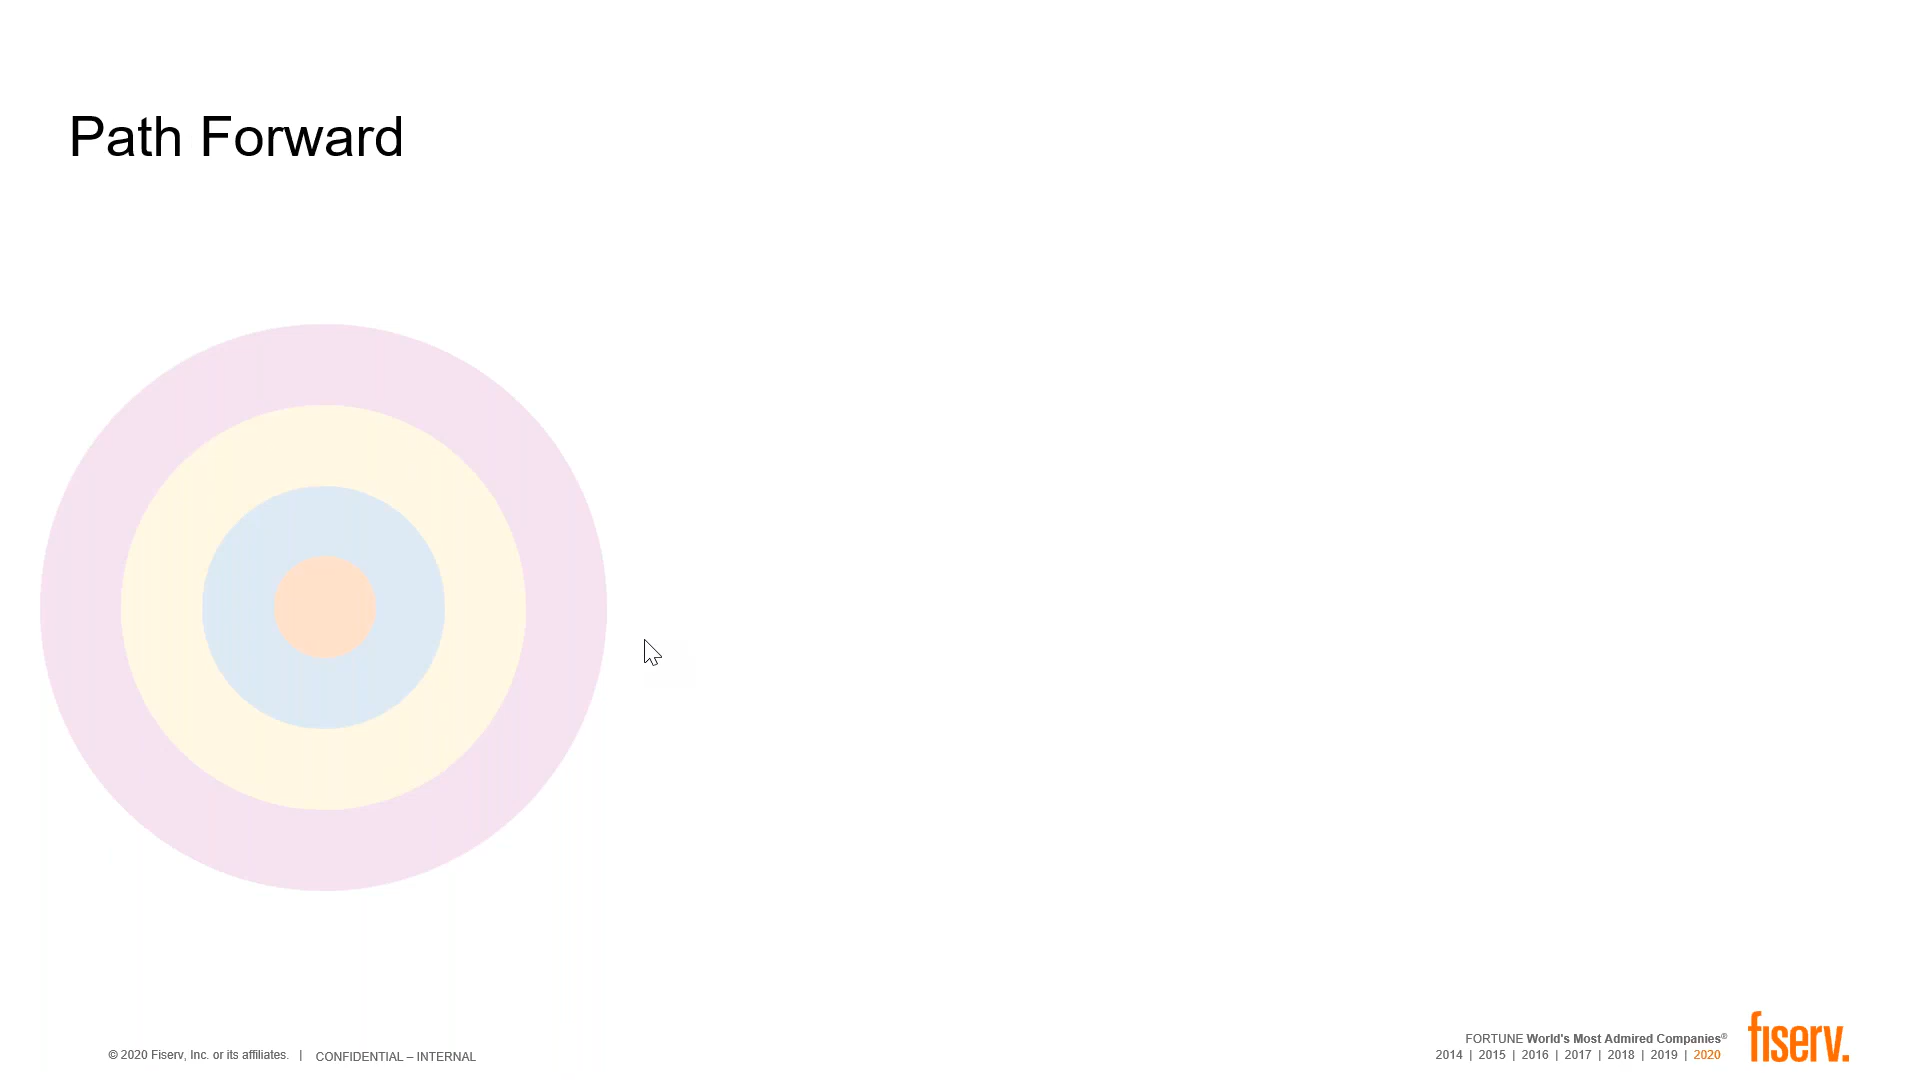 Path Forward
© 2020 Fiserv, Inc. or its affiliates. | CONFIDENTIAL – INTERNAL
FORTUNE World's Most Admired Companies®
2014 | 2015 | 2016 | 2017 | 2018 | 2019 | 2020
fiserv.